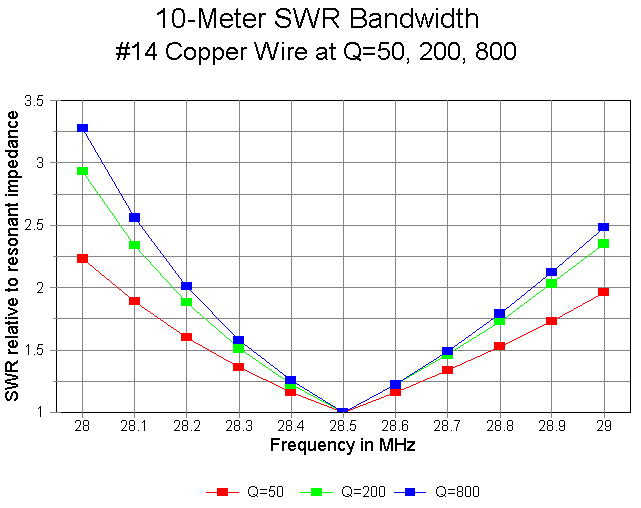 10-Meter SWR Bandwidth
#14 Copper Wire at Q=50, 200, 800
SWR relative to resonant impedance
3.5
3
2.5
2
1.5
1
28 28.1 28.2 28.3 28.4 28.5 28.6 28.7 28.8 28.9 29
Frequency in MHz
Q=50 Q=200 Q=800